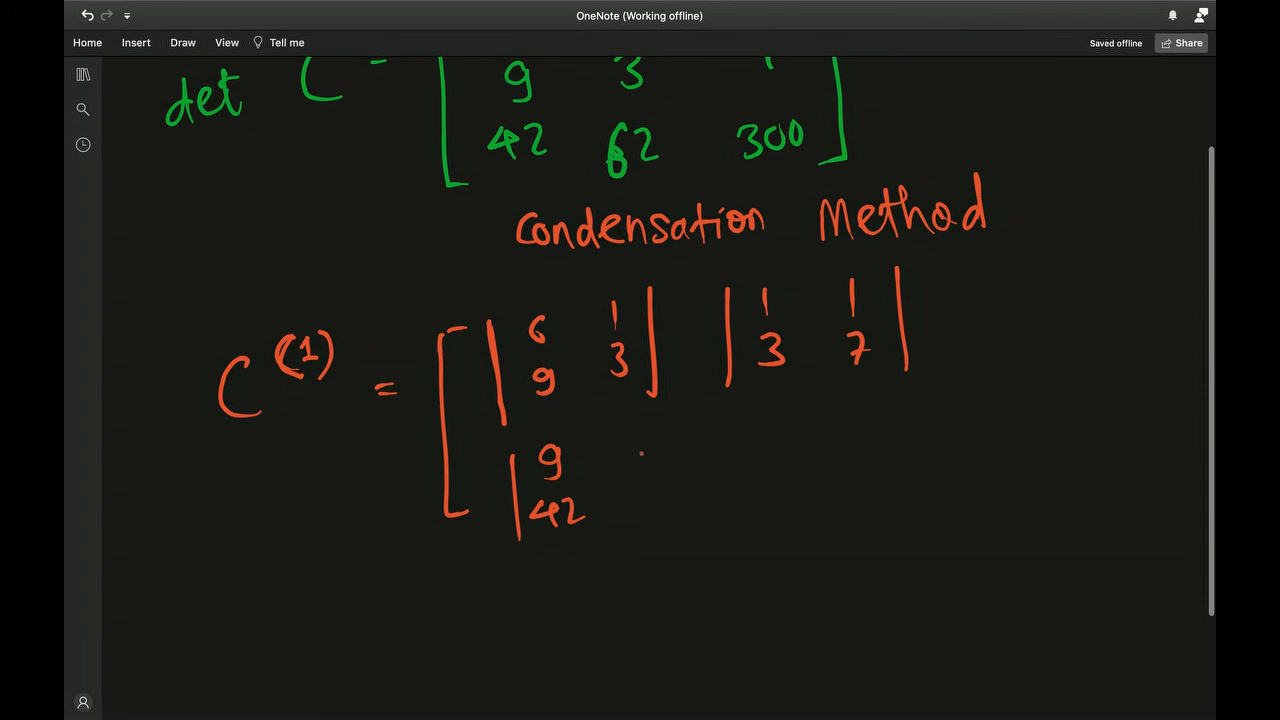 OneNote (Working offline)
Home Insert Draw View Tell me Saved offline Share
det C = 9 3
42 62 300
Condensation Method
C(1) = 6 1 1 1
9 3 3 7
9
42